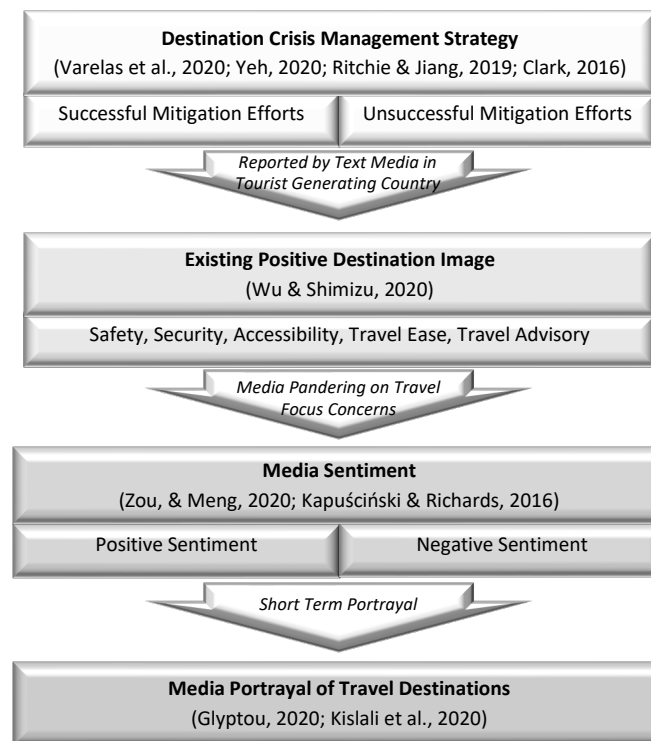 Destination Crisis Management Strategy
(Varelas et al., 2020; Yeh, 2020; Ritchie & Jiang, 2019; Clark, 2016)
Successful Mitigation Efforts
Unsuccessful Mitigation Efforts
Reported by Text Media in
Tourist Generating Country
Existing Positive Destination Image
(Wu & Shimizu, 2020)
Safety, Security, Accessibility, Travel Ease, Travel Advisory
Media Pandering on Travel
Focus Concerns
Media Sentiment
(Zou, & Meng, 2020; Kapuściński & Richards, 2016)
Positive Sentiment
Negative Sentiment
Short Term Portrayal
Media Portrayal of Travel Destinations
(Glyptou, 2020; Kislali et al., 2020)